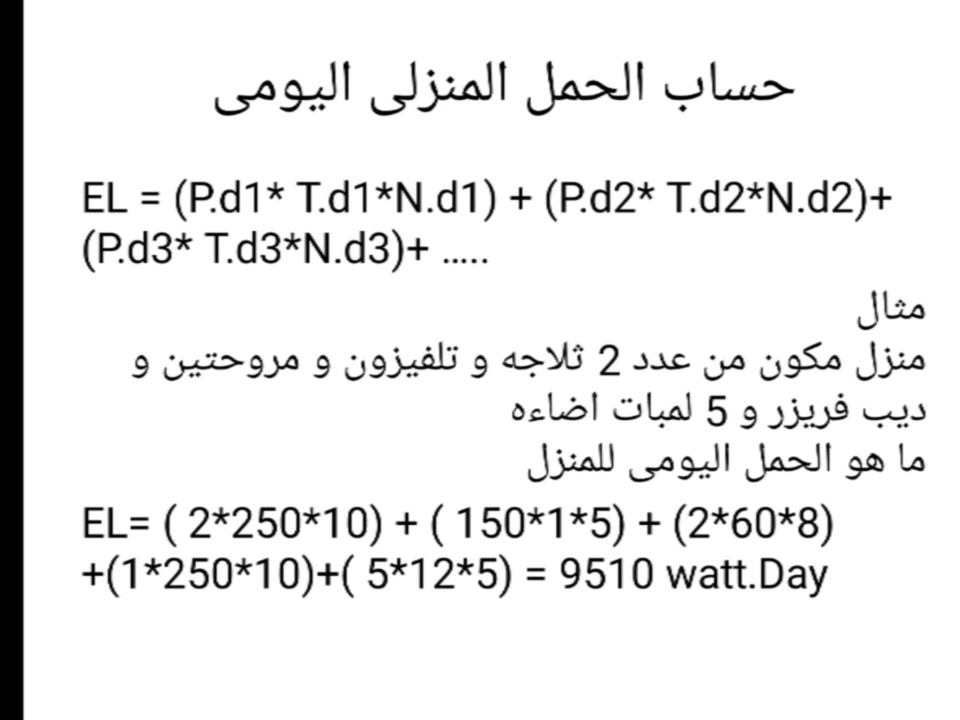 حساب الحمل المنزلى اليومى
EL = (P.d1* T.d1*N.d1) + (P.d2* T.d2*N.d2)+
(P.d3* T.d3*N.d3)+ .....
مثال
منزل مكون من عدد 2 ثلاجه و تلفيزون و مروحتين و
ديب فريزر و 5 لمبات اضاءه
ما هو الحمل اليومى للمنزل
EL= ( 2*250*10) + ( 150*1*5) + (2*60*8)
+(1*250*10)+( 5*12*5) = 9510 watt.Day